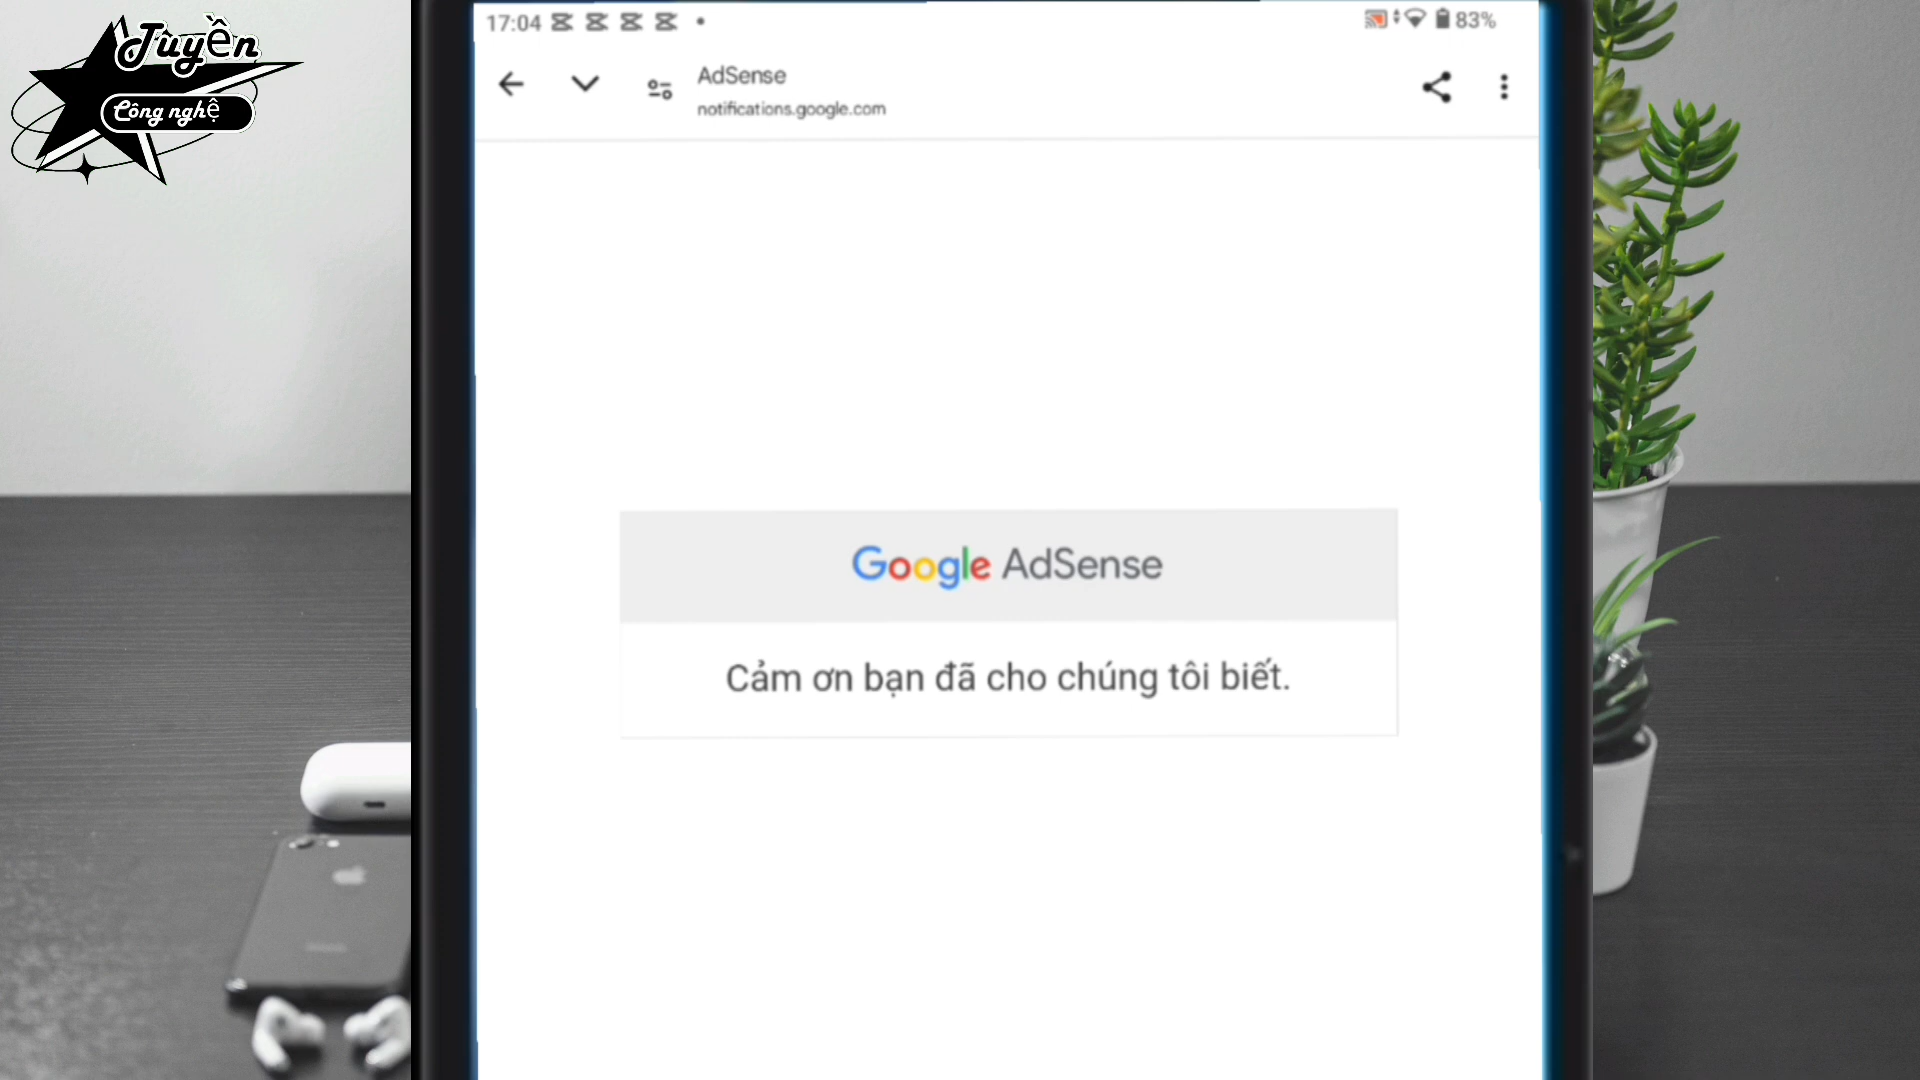 Tuyền
Công nghệ
17:04
83%
AdSense
notifications.google.com
Google AdSense
Cảm ơn bạn đã cho chúng tôi biết.